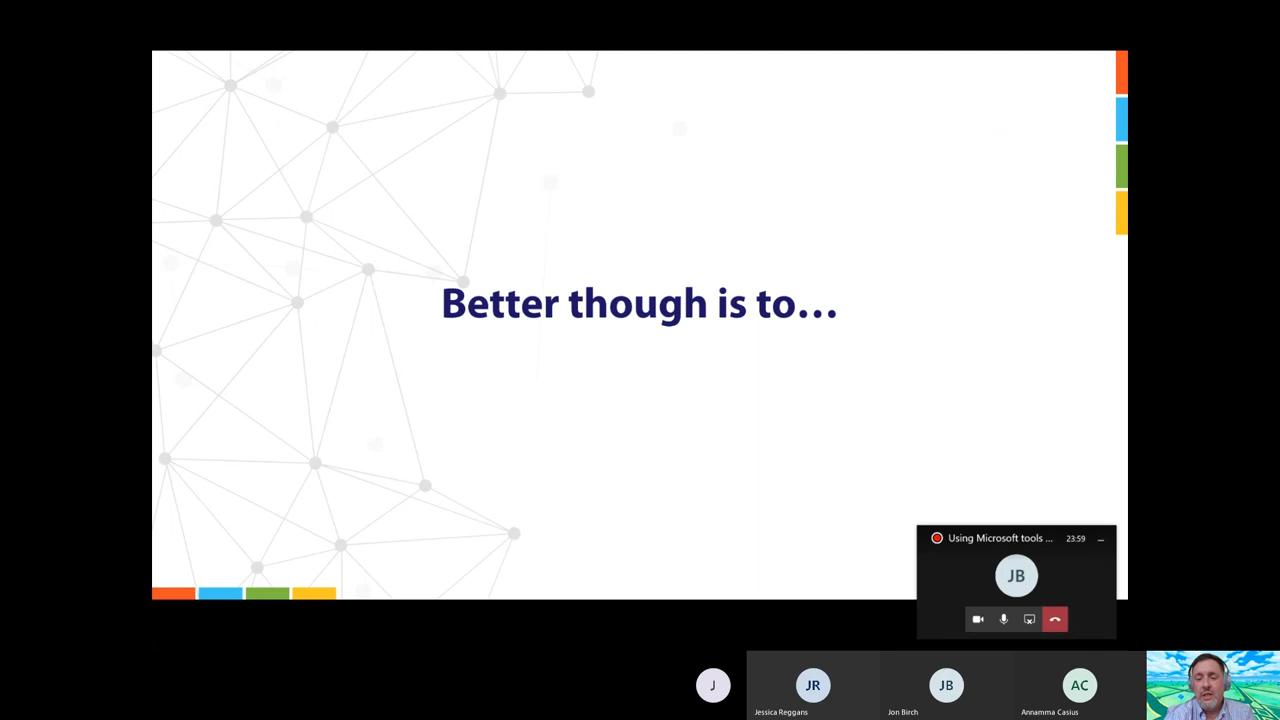 Better though is to...
Using Microsoft tools ...
23:59
JB
J
JR
JB
AC
Jessica Reggans
Jon Birch
Annamma Casius